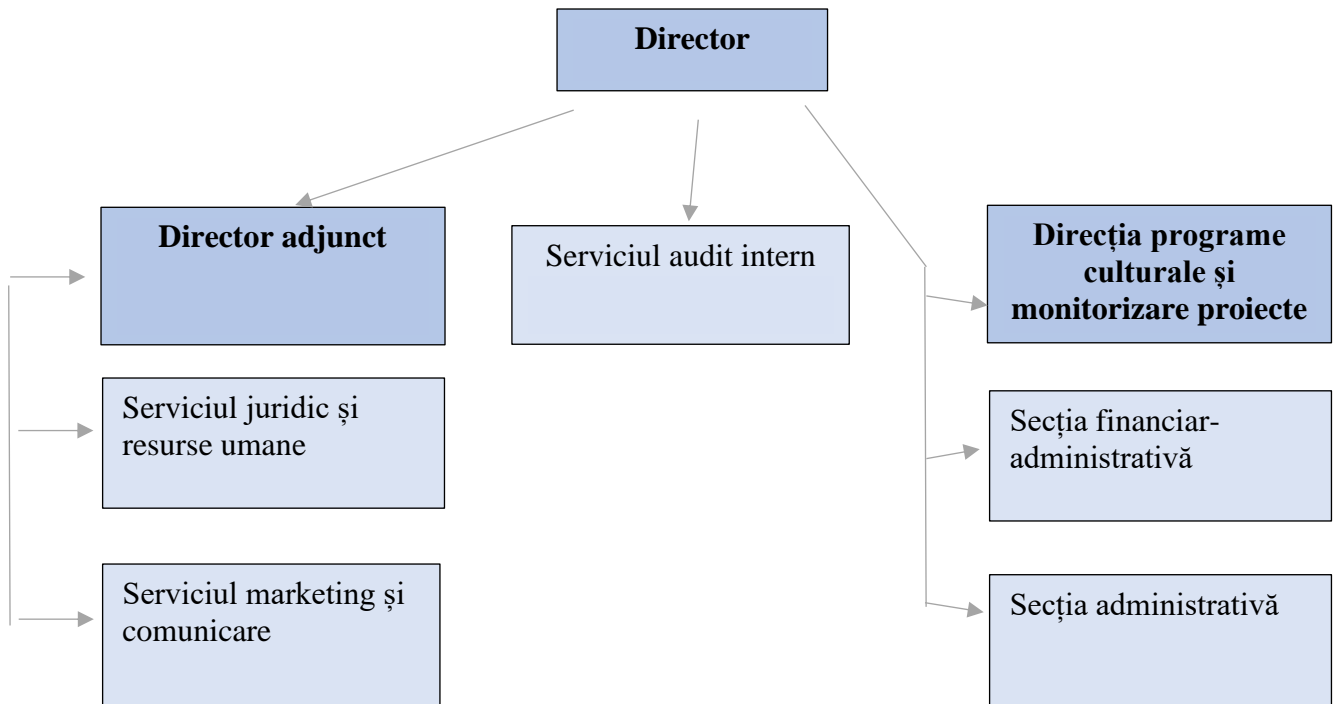 Director
Director adjunct
Serviciul audit intern
Direcția programe
culturale și
monitorizare proiecte
Serviciul juridic și
resurse umane
Secția financiar-
administrativă
Serviciul marketing și
comunicare
Secția administrativă